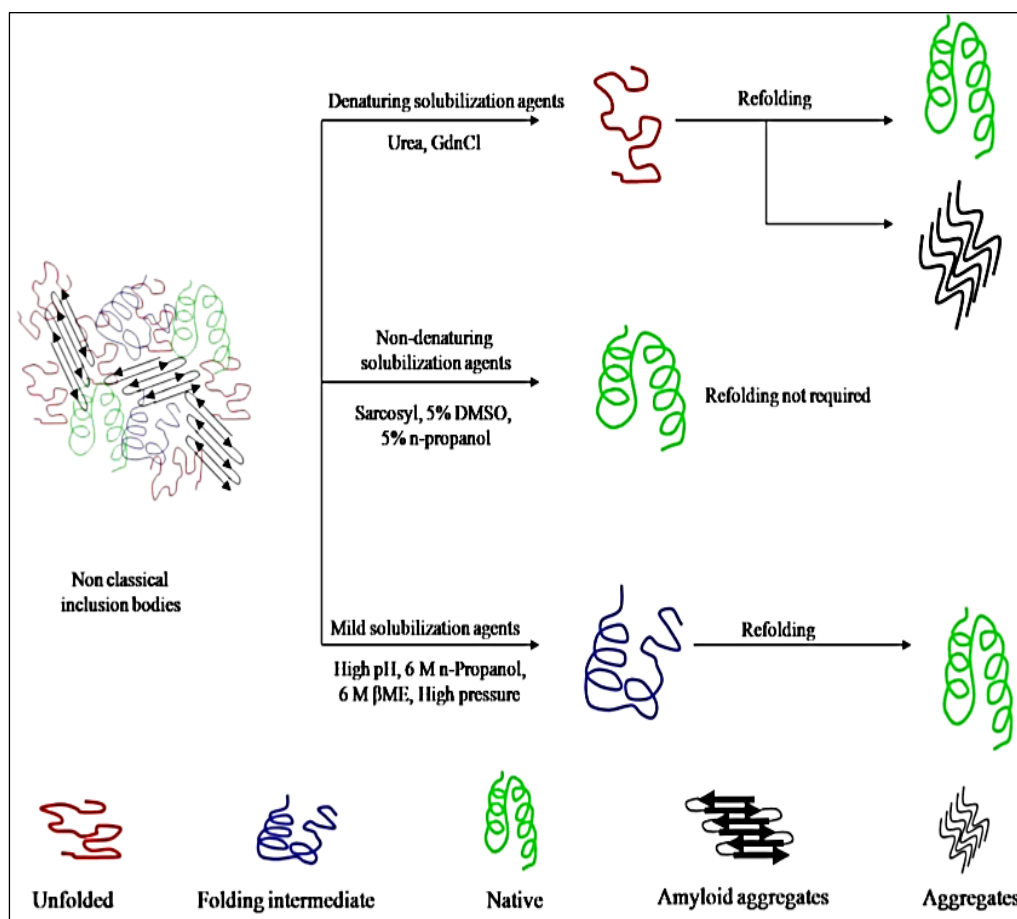 Denaturing solubilization agents
Urea, GdnCl
Refolding
Non-denaturing
solubilization agents
Sarcosyl, 5% DMSO,
5% n-propanol
Refolding not required
Non classical
inclusion bodies
Mild solubilization agents
High pH, 6 M n-Propanol,
6 M βME, High pressure
Refolding
Unfolded
Folding intermediate
Native
Amyloid aggregates
Aggregates